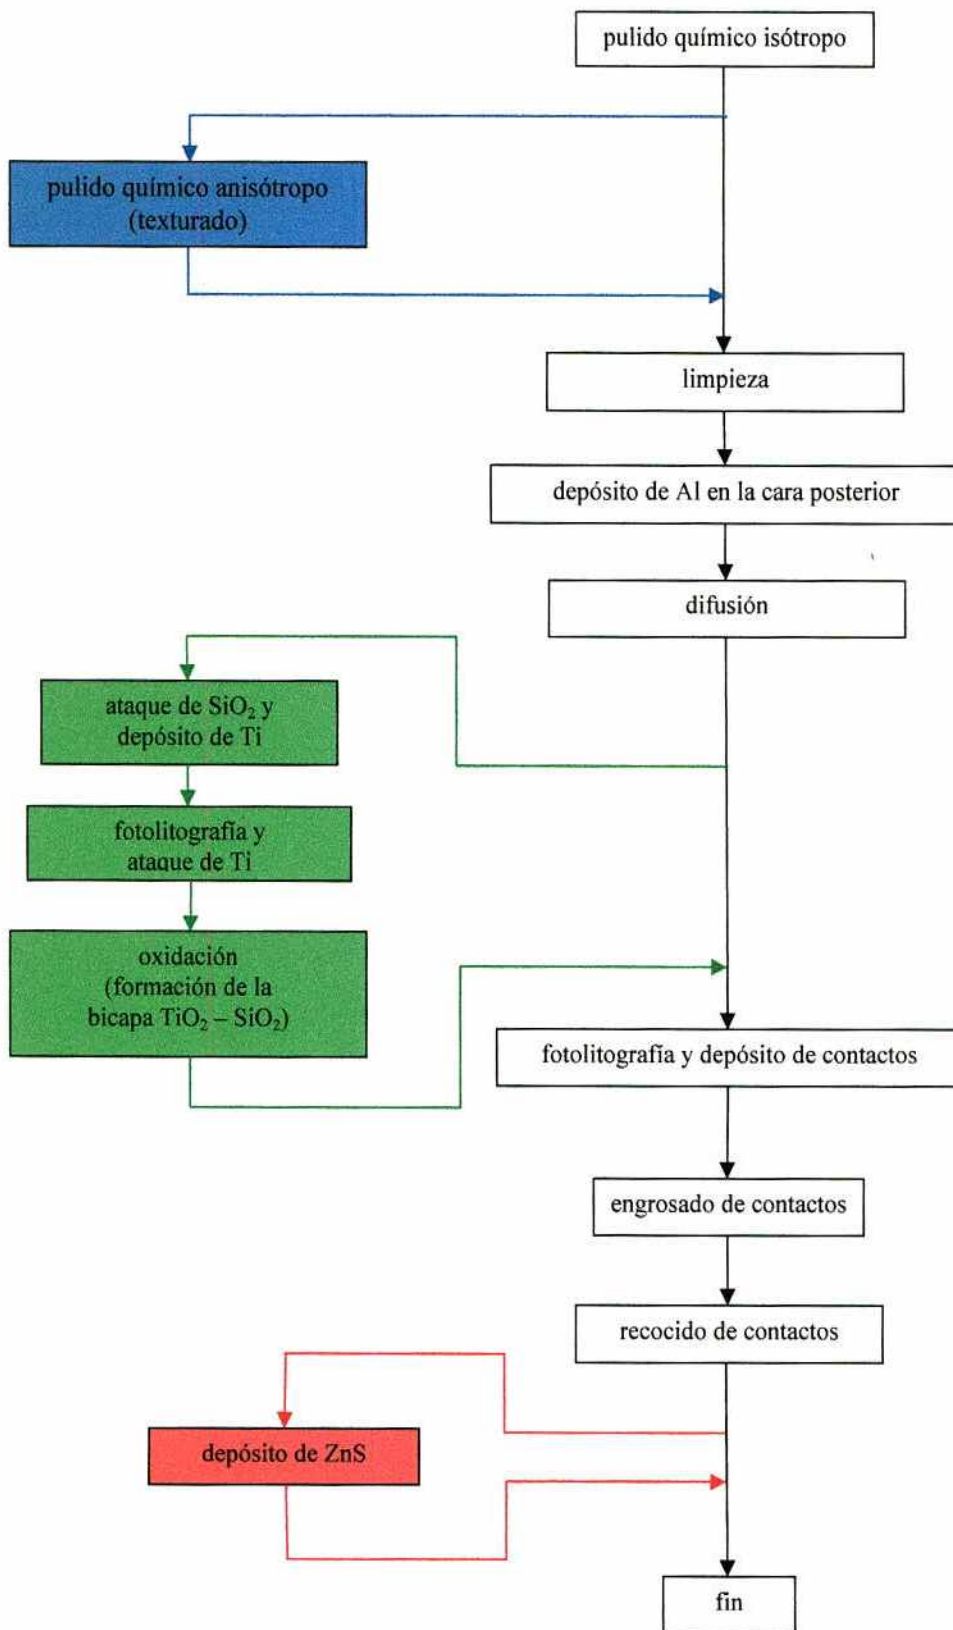 pulido químico isótropo
pulido químico anisótropo
(texturado)
limpieza
depósito de Al en la cara posterior
difusión
ataque de SiO₂ y
depósito de Ti
fotolitografía y
ataque de Ti
oxidación
(formación de la
bicapa TiO₂ – SiO₂)
fotolitografía y depósito de contactos
engrosado de contactos
recocido de contactos
depósito de ZnS
fin